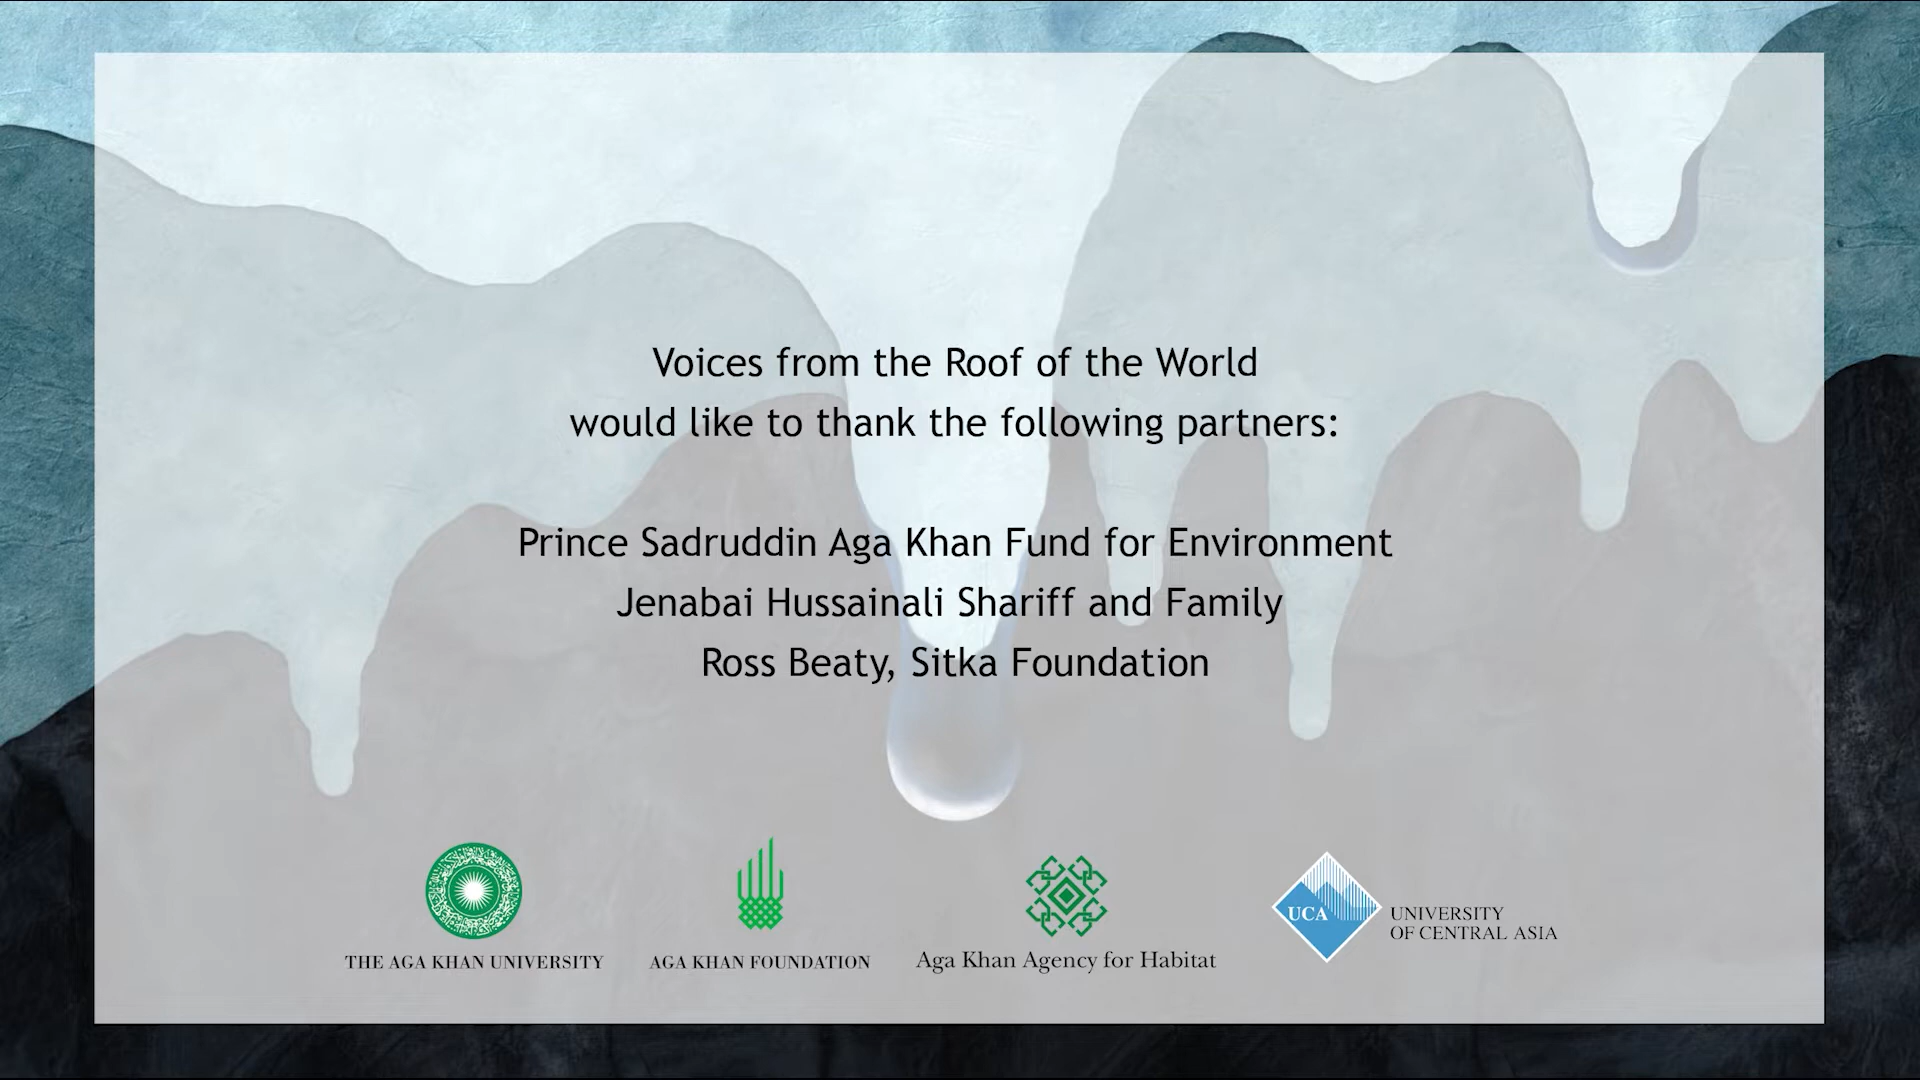 Voices from the Roof of the World
would like to thank the following partners:
Prince Sadruddin Aga Khan Fund for Environment
Jenabai Hussainali Shariff and Family
Ross Beaty, Sitka Foundation
THE AGA KHAN UNIVERSITY
AGA KHAN FOUNDATION
Aga Khan Agency for Habitat
UCA
UNIVERSITY
OF CENTRAL ASIA